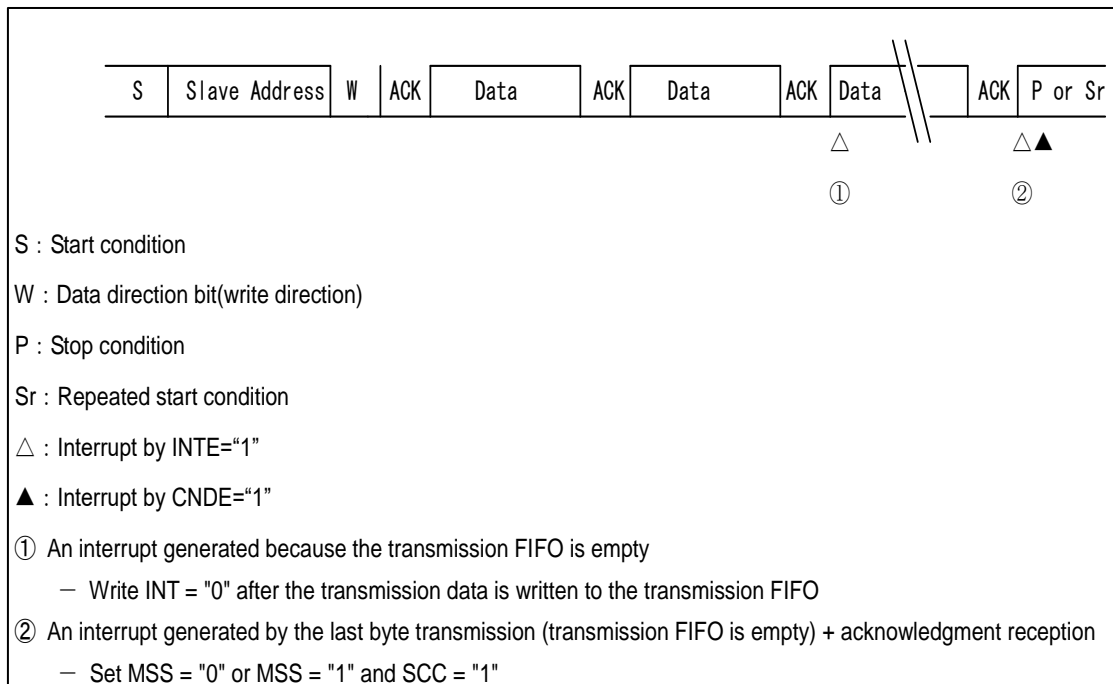 S Slave Address W ACK Data ACK Data ACK Data ACK P or Sr
△ △▲
① ②
S : Start condition
W : Data direction bit(write direction)
P : Stop condition
Sr : Repeated start condition
△ : Interrupt by INTE=“1”
▲ : Interrupt by CNDE=“1”
① An interrupt generated because the transmission FIFO is empty
－ Write INT = "0" after the transmission data is written to the transmission FIFO
② An interrupt generated by the last byte transmission (transmission FIFO is empty) + acknowledgment reception
－ Set MSS = "0" or MSS = "1" and SCC = "1"